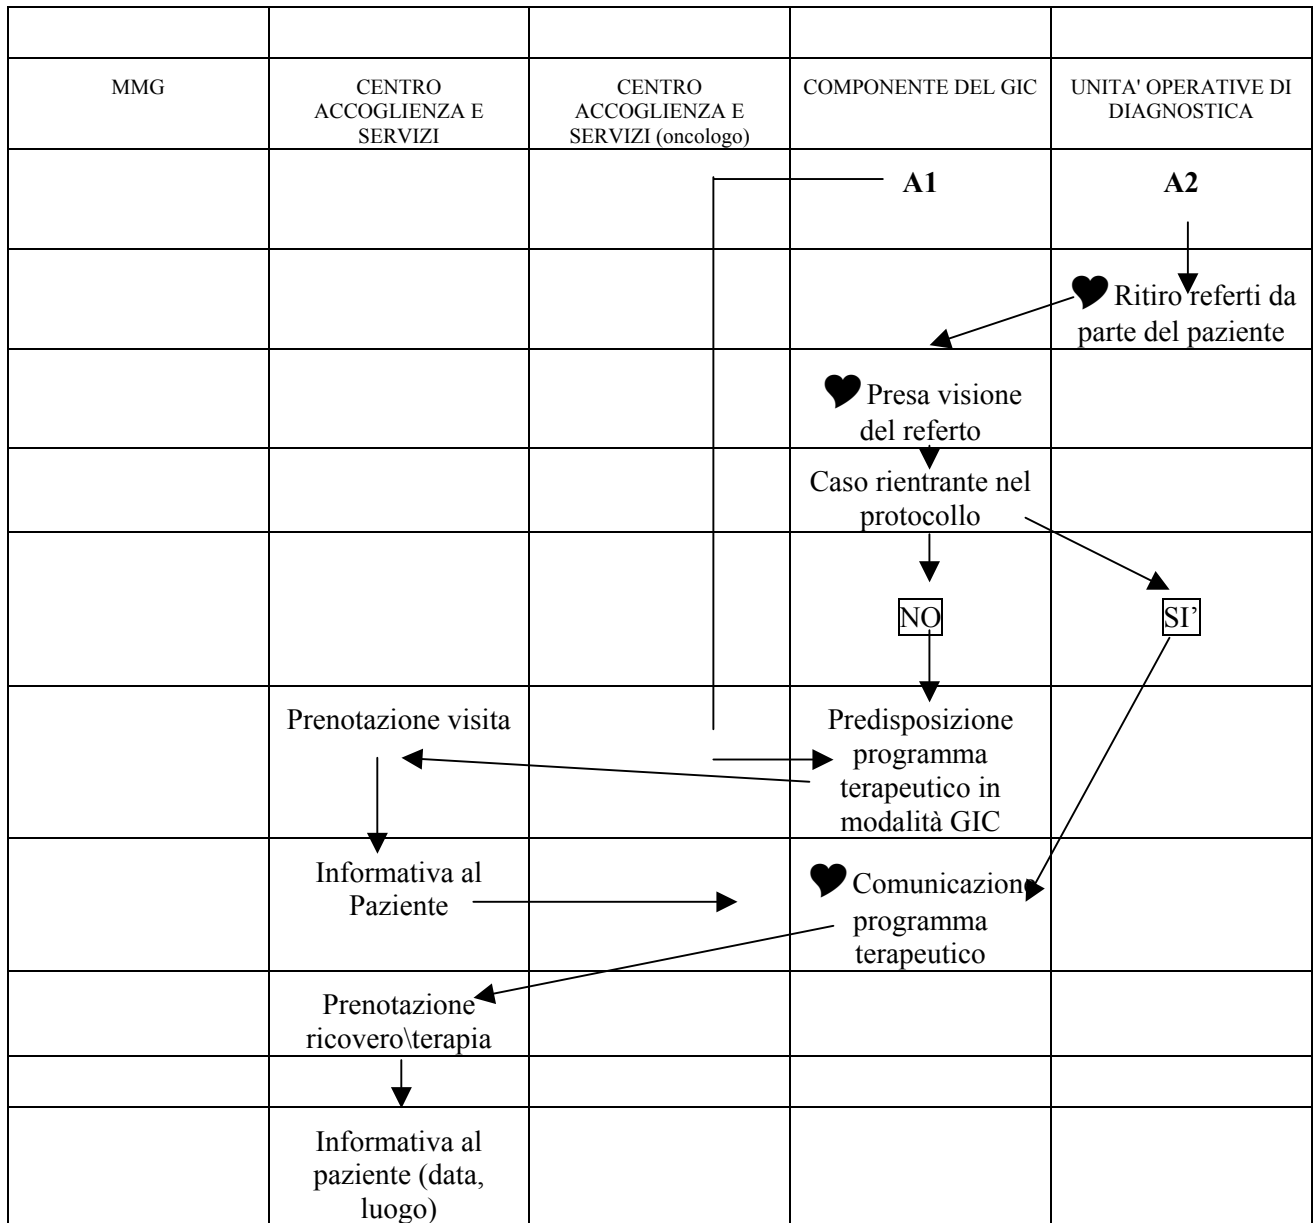 MMG
CENTRO
ACCOGLIENZA E
SERVIZI
CENTRO
ACCOGLIENZA E
SERVIZI (oncologo)
COMPONENTE DEL GIC
UNITA' OPERATIVE DI
DIAGNOSTICA
A1
A2
Ritiro referti da
parte del paziente
Presa visione
del referto
Caso rientrante nel
protocollo
NO
SI’
Prenotazione visita
Predisposizione
programma
terapeutico in
modalità GIC
Informativa al
Paziente
Comunicazione
programma
terapeutico
Prenotazione
ricovero\terapia
Informativa al
paziente (data,
luogo)